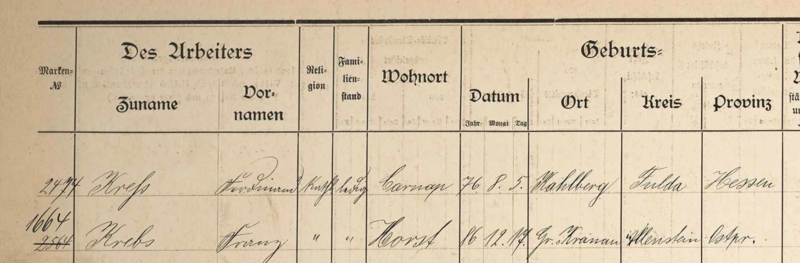 Des Arbeiters
Geburts=
Marken-
No
Zuname
Vor-
namen
Reli-
gion
Fami-
lien-
stand
Wohnort
Datum
Jahr Monat Tag
Ort
Kreis
Provinz
2474 Kreſs Ferdinand Kath. ledig Carnap 76. 8. 5. Kahlberg Fulda Hessen
1664
2564 Krebs Franz " " Horst 86 12. 17. Gr. Kranau Allenstein Ostpr.